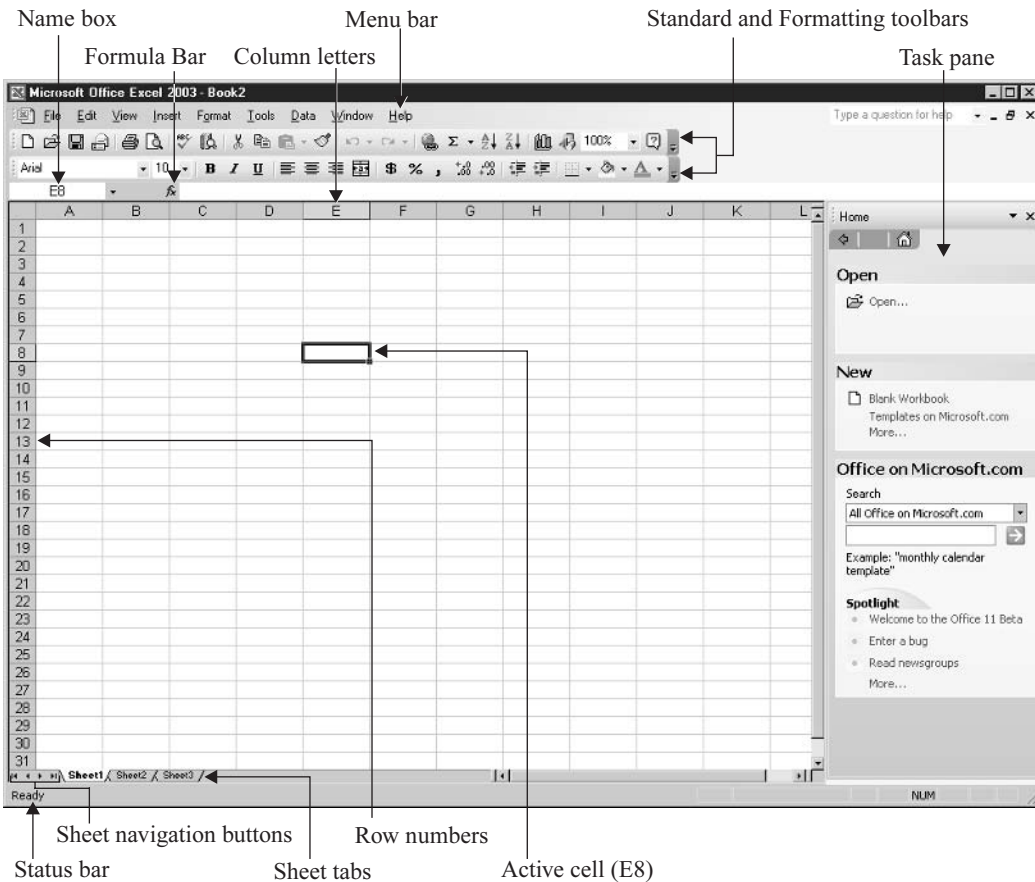 Name box
Menu bar
Standard and Formatting toolbars
Formula Bar
Column letters
Task pane
Microsoft Office Excel 2003 - Book2
File Edit View Insert Format Tools Data Window Help
Type a question for help
100%
Arial
10
B I U
$ % ,
E8
fx
A B C D E F G H I J K L
Home
1
2
3
4
5
6
7
8
9
10
11
12
13
14
15
16
17
18
19
20
21
22
23
24
25
26
27
28
29
30
31
Open
Open...
New
Blank Workbook
Templates on Microsoft.com
More...
Office on Microsoft.com
Search
All Office on Microsoft.com
Example: "monthly calendar
template"
Spotlight
Welcome to the Office 11 Beta
Enter a bug
Read newsgroups
More...
Sheet1 Sheet2 Sheet3
Ready
NUM
Sheet navigation buttons
Row numbers
Status bar
Sheet tabs
Active cell (E8)